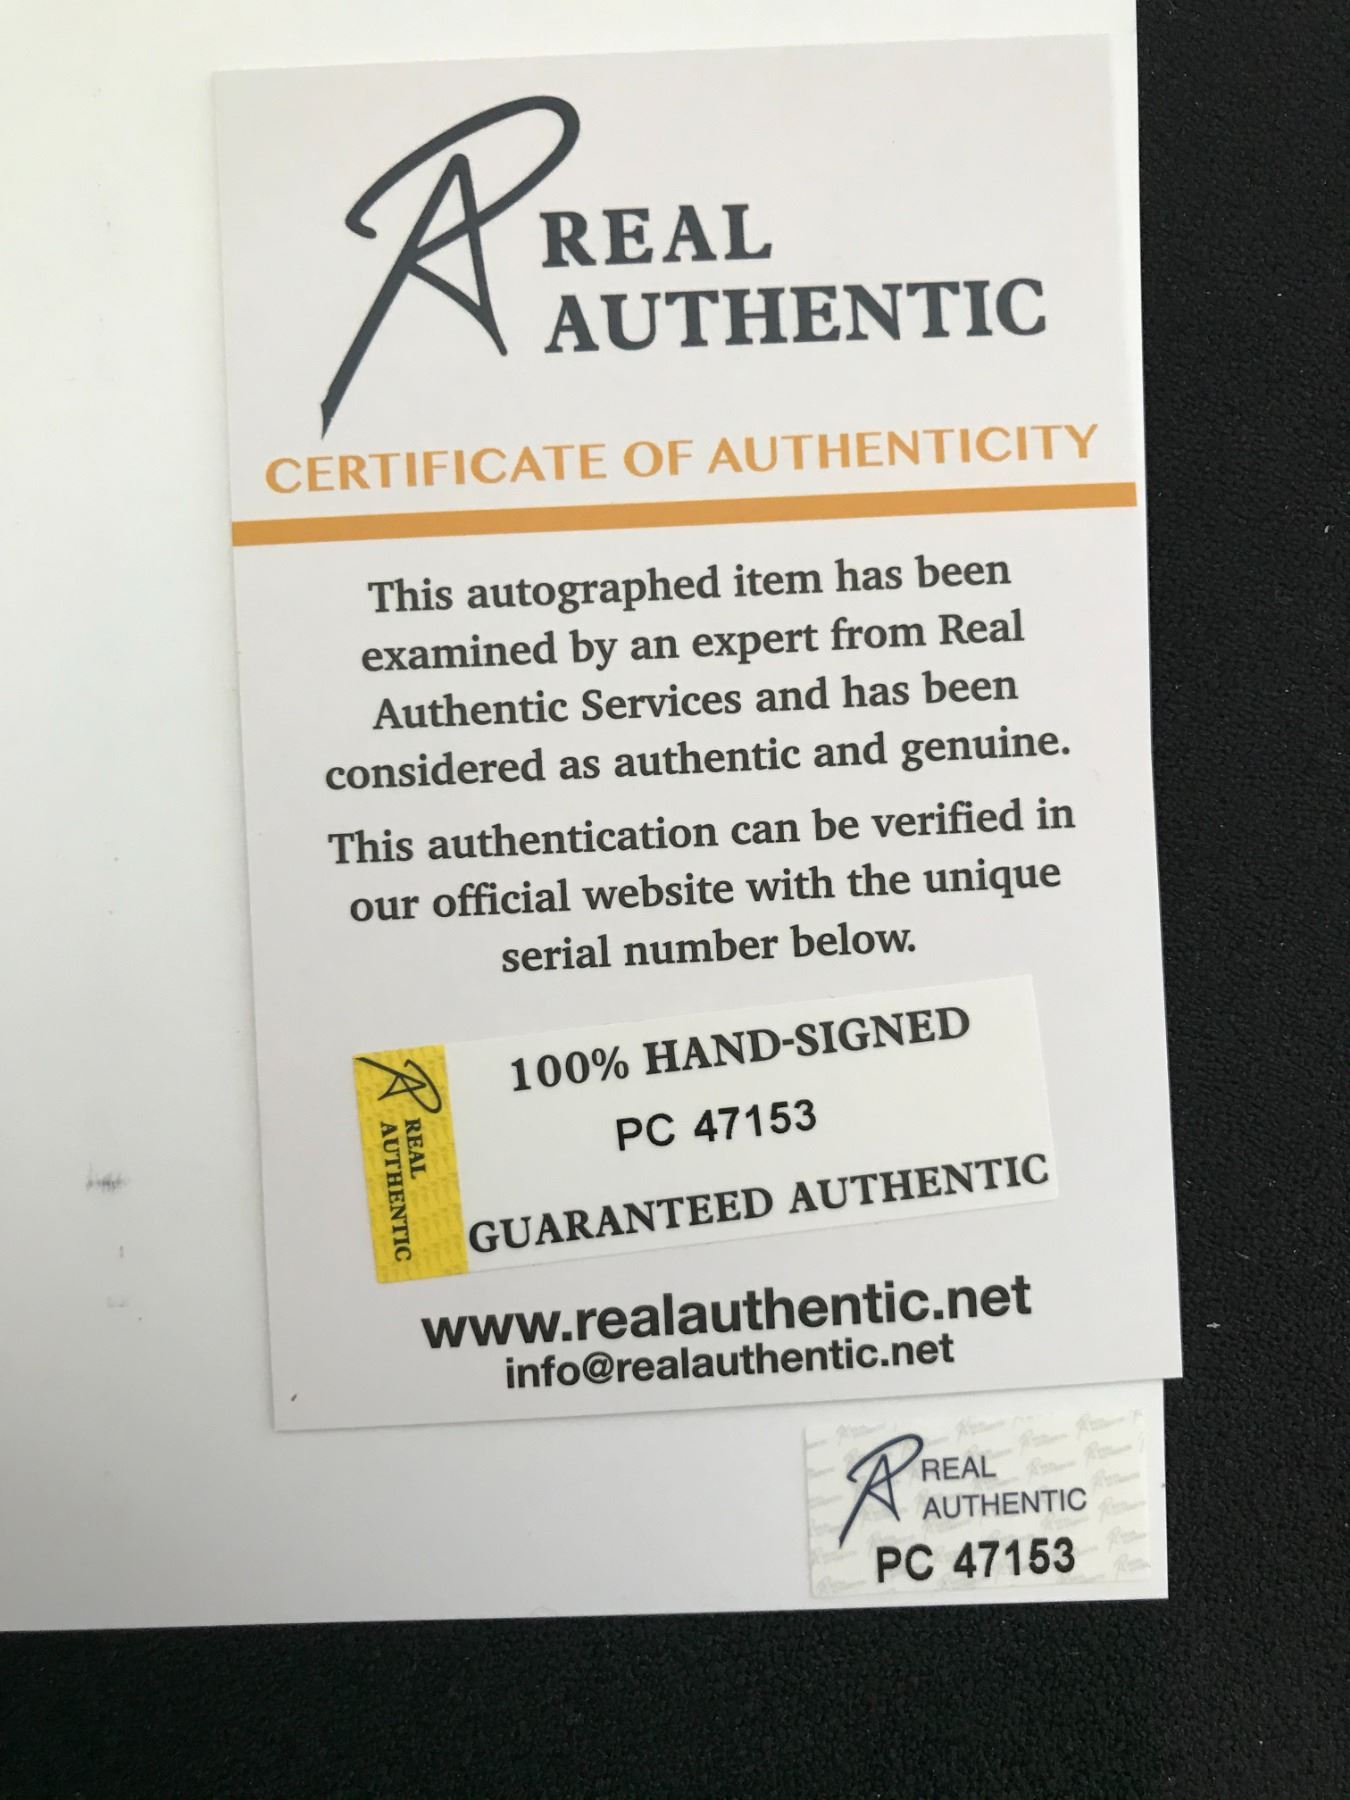 REAL
AUTHENTIC
CERTIFICATE OF AUTHENTICITY
This autographed item has been
examined by an expert from Real
Authentic Services and has been
considered as authentic and genuine.
This authentication can be verified in
our official website with the unique
serial number below.
REAL
AUTHENTIC
100% HAND-SIGNED
PC 47153
GUARANTEED AUTHENTIC
www.realauthentic.net
info@realauthentic.net
REAL
AUTHENTIC
PC 47153